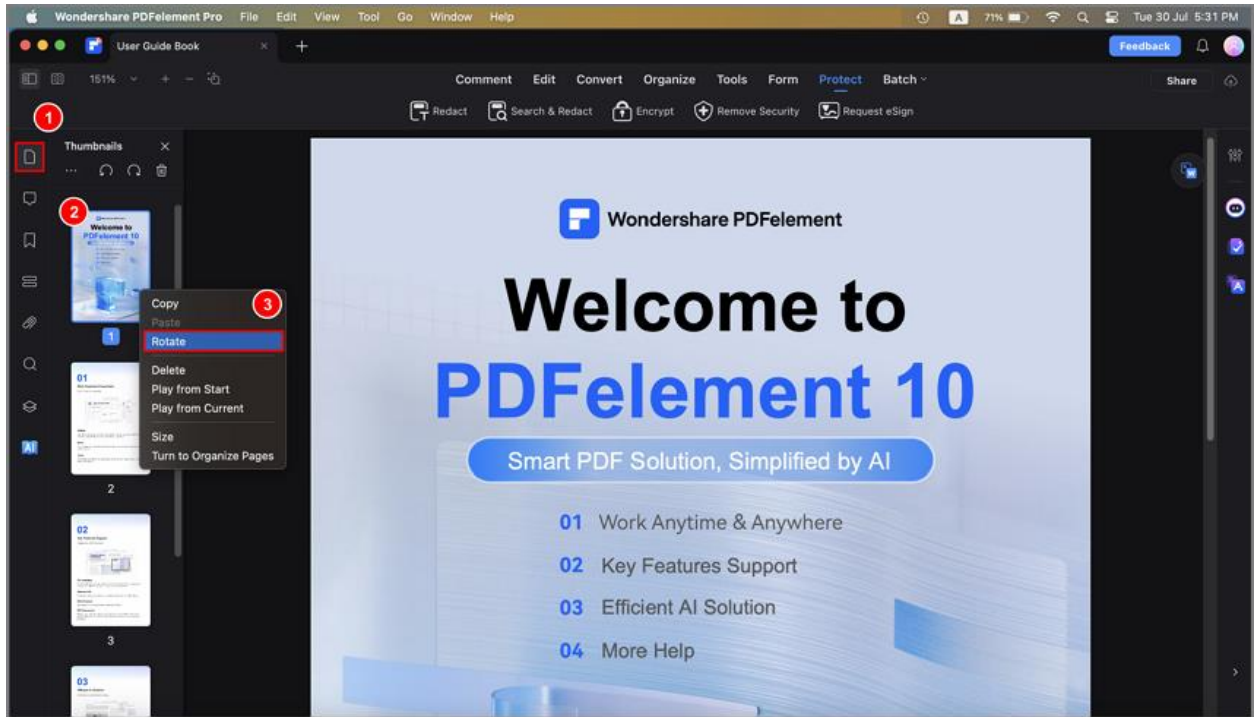 Wondershare PDFelement Pro File Edit View Tool Go Window Help A 71% Tue 30 Jul 5:31 PM
User Guide Book × + Feedback
151% + − Comment Edit Convert Organize Tools Form Protect Batch Share
Redact Search & Redact Encrypt Remove Security Request eSign
1
Thumbnails ×
...
2
Welcome to
PDFelement 10
1
3
Copy
Paste
Rotate
Delete
Play from Start
Play from Current
Size
Turn to Organize Pages
AI
01
2
02
3
03
Wondershare PDFelement
Welcome to
PDFelement 10
Smart PDF Solution, Simplified by AI
01 Work Anytime & Anywhere
02 Key Features Support
03 Efficient AI Solution
04 More Help